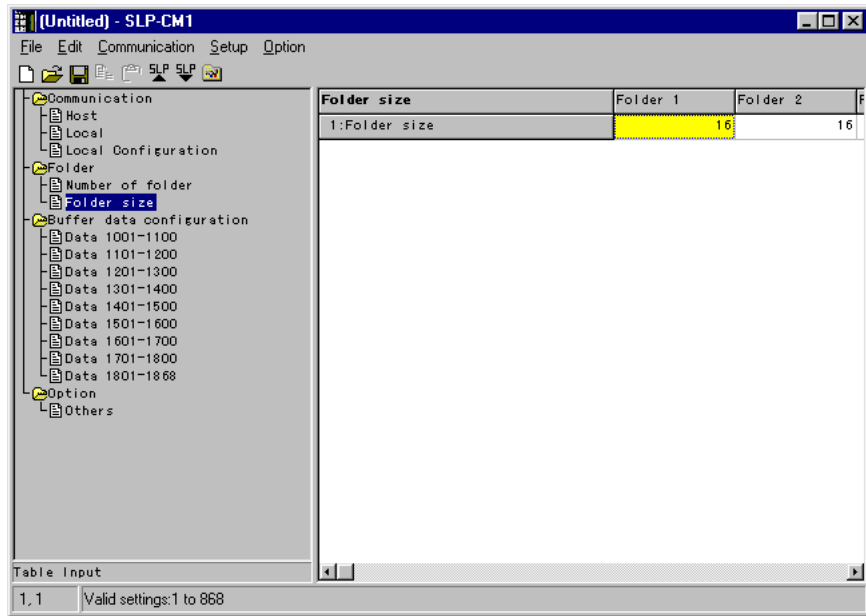 (Untitled) - SLP-CM1
File Edit Communication Setup Option
SLP SLP
Communication
Host
Local
Local Configuration
Folder
Number of folder
Folder size
Buffer data configuration
Data 1001-1100
Data 1101-1200
Data 1201-1300
Data 1301-1400
Data 1401-1500
Data 1501-1600
Data 1601-1700
Data 1701-1800
Data 1801-1868
Option
Others
Table Input
Folder size Folder 1 Folder 2 F
1:Folder size 16 16
1, 1 Valid settings:1 to 868